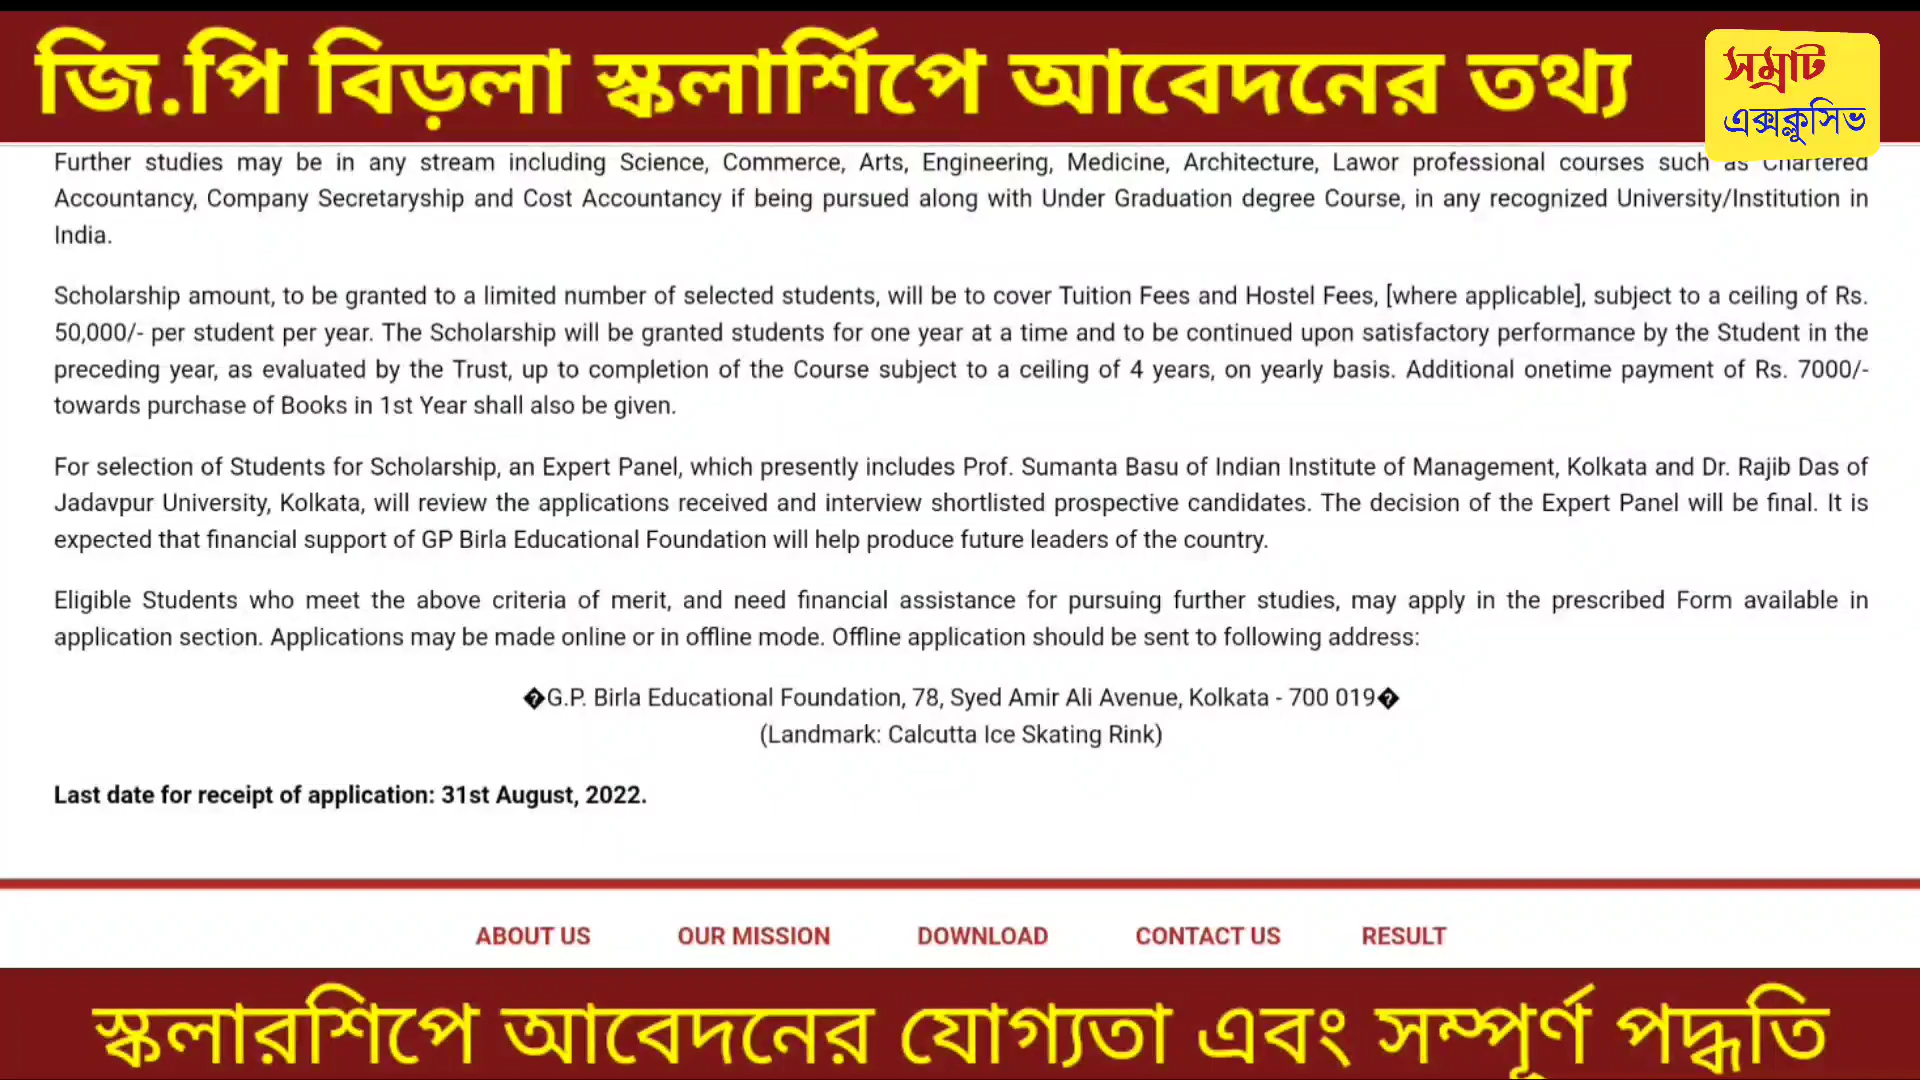 জি.পি বিড়লা স্কলার্শিপে আবেদনের তথ্য
সম্রাট
এক্সক্লুসিভ
Further studies may be in any stream including Science, Commerce, Arts, Engineering, Medicine, Architecture, Lawor professional courses such as Chartered
Accountancy, Company Secretaryship and Cost Accountancy if being pursued along with Under Graduation degree Course, in any recognized University/Institution in
India.
Scholarship amount, to be granted to a limited number of selected students, will be to cover Tuition Fees and Hostel Fees, [where applicable], subject to a ceiling of Rs.
50,000/- per student per year. The Scholarship will be granted students for one year at a time and to be continued upon satisfactory performance by the Student in the
preceding year, as evaluated by the Trust, up to completion of the Course subject to a ceiling of 4 years, on yearly basis. Additional onetime payment of Rs. 7000/-
towards purchase of Books in 1st Year shall also be given.
For selection of Students for Scholarship, an Expert Panel, which presently includes Prof. Sumanta Basu of Indian Institute of Management, Kolkata and Dr. Rajib Das of
Jadavpur University, Kolkata, will review the applications received and interview shortlisted prospective candidates. The decision of the Expert Panel will be final. It is
expected that financial support of GP Birla Educational Foundation will help produce future leaders of the country.
Eligible Students who meet the above criteria of merit, and need financial assistance for pursuing further studies, may apply in the prescribed Form available in
application section. Applications may be made online or in offline mode. Offline application should be sent to following address:
�G.P. Birla Educational Foundation, 78, Syed Amir Ali Avenue, Kolkata - 700 019�
(Landmark: Calcutta Ice Skating Rink)
Last date for receipt of application: 31st August, 2022.
ABOUT US OUR MISSION DOWNLOAD CONTACT US RESULT
স্কলারশিপে আবেদনের যোগ্যতা এবং সম্পূর্ণ পদ্ধতি